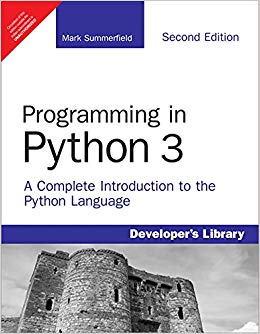 Mark Summerfield
Second Edition
Programming in
Python 3
A Complete Introduction to the
Python Language
Developer's Library